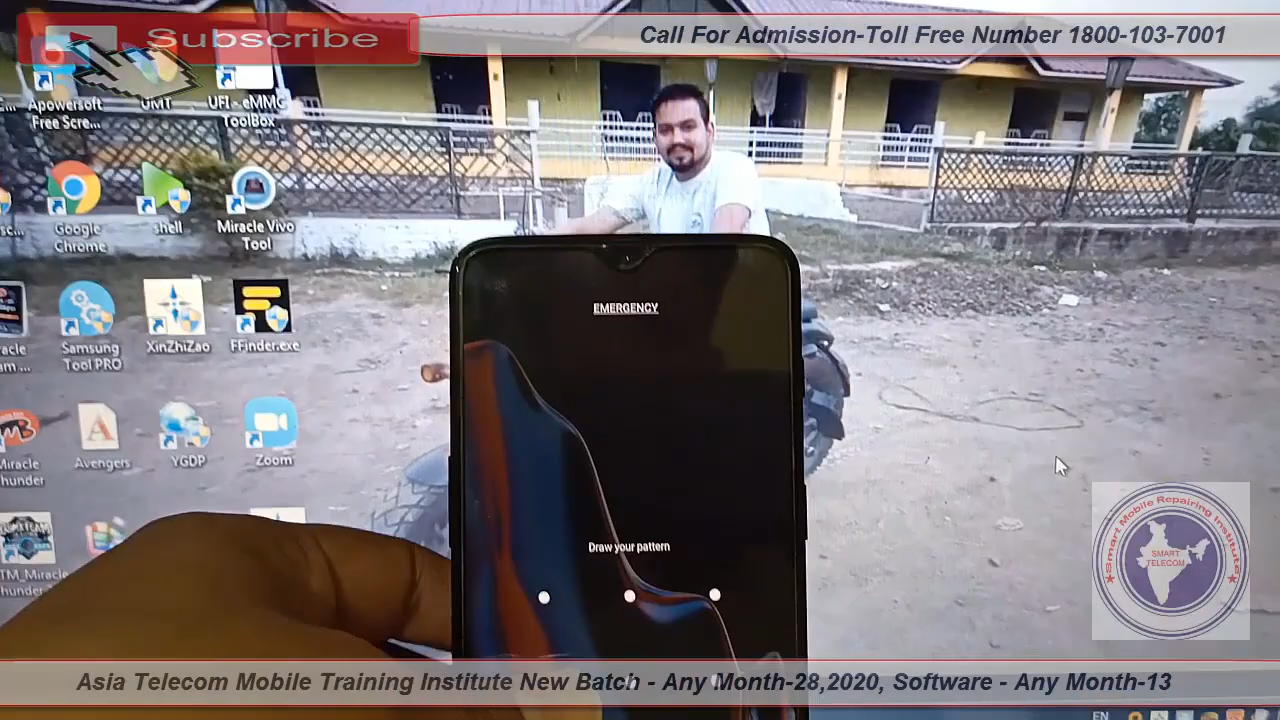 Subscribe
Call For Admission-Toll Free Number 1800-103-7001
Apowersoft
Free Scre...
UMT
UFI - eMMC
ToolBox
Google
Chrome
shell
Miracle Vivo
Tool
Samsung
Tool PRO
XinZhiZao
FFinder.exe
Avengers
YGDP
Zoom
EMERGENCY
Draw your pattern
Smart Mobile Repairing Institute
SMART
TELECOM
Asia Telecom Mobile Training Institute New Batch - Any Month-28,2020, Software - Any Month-13
EN